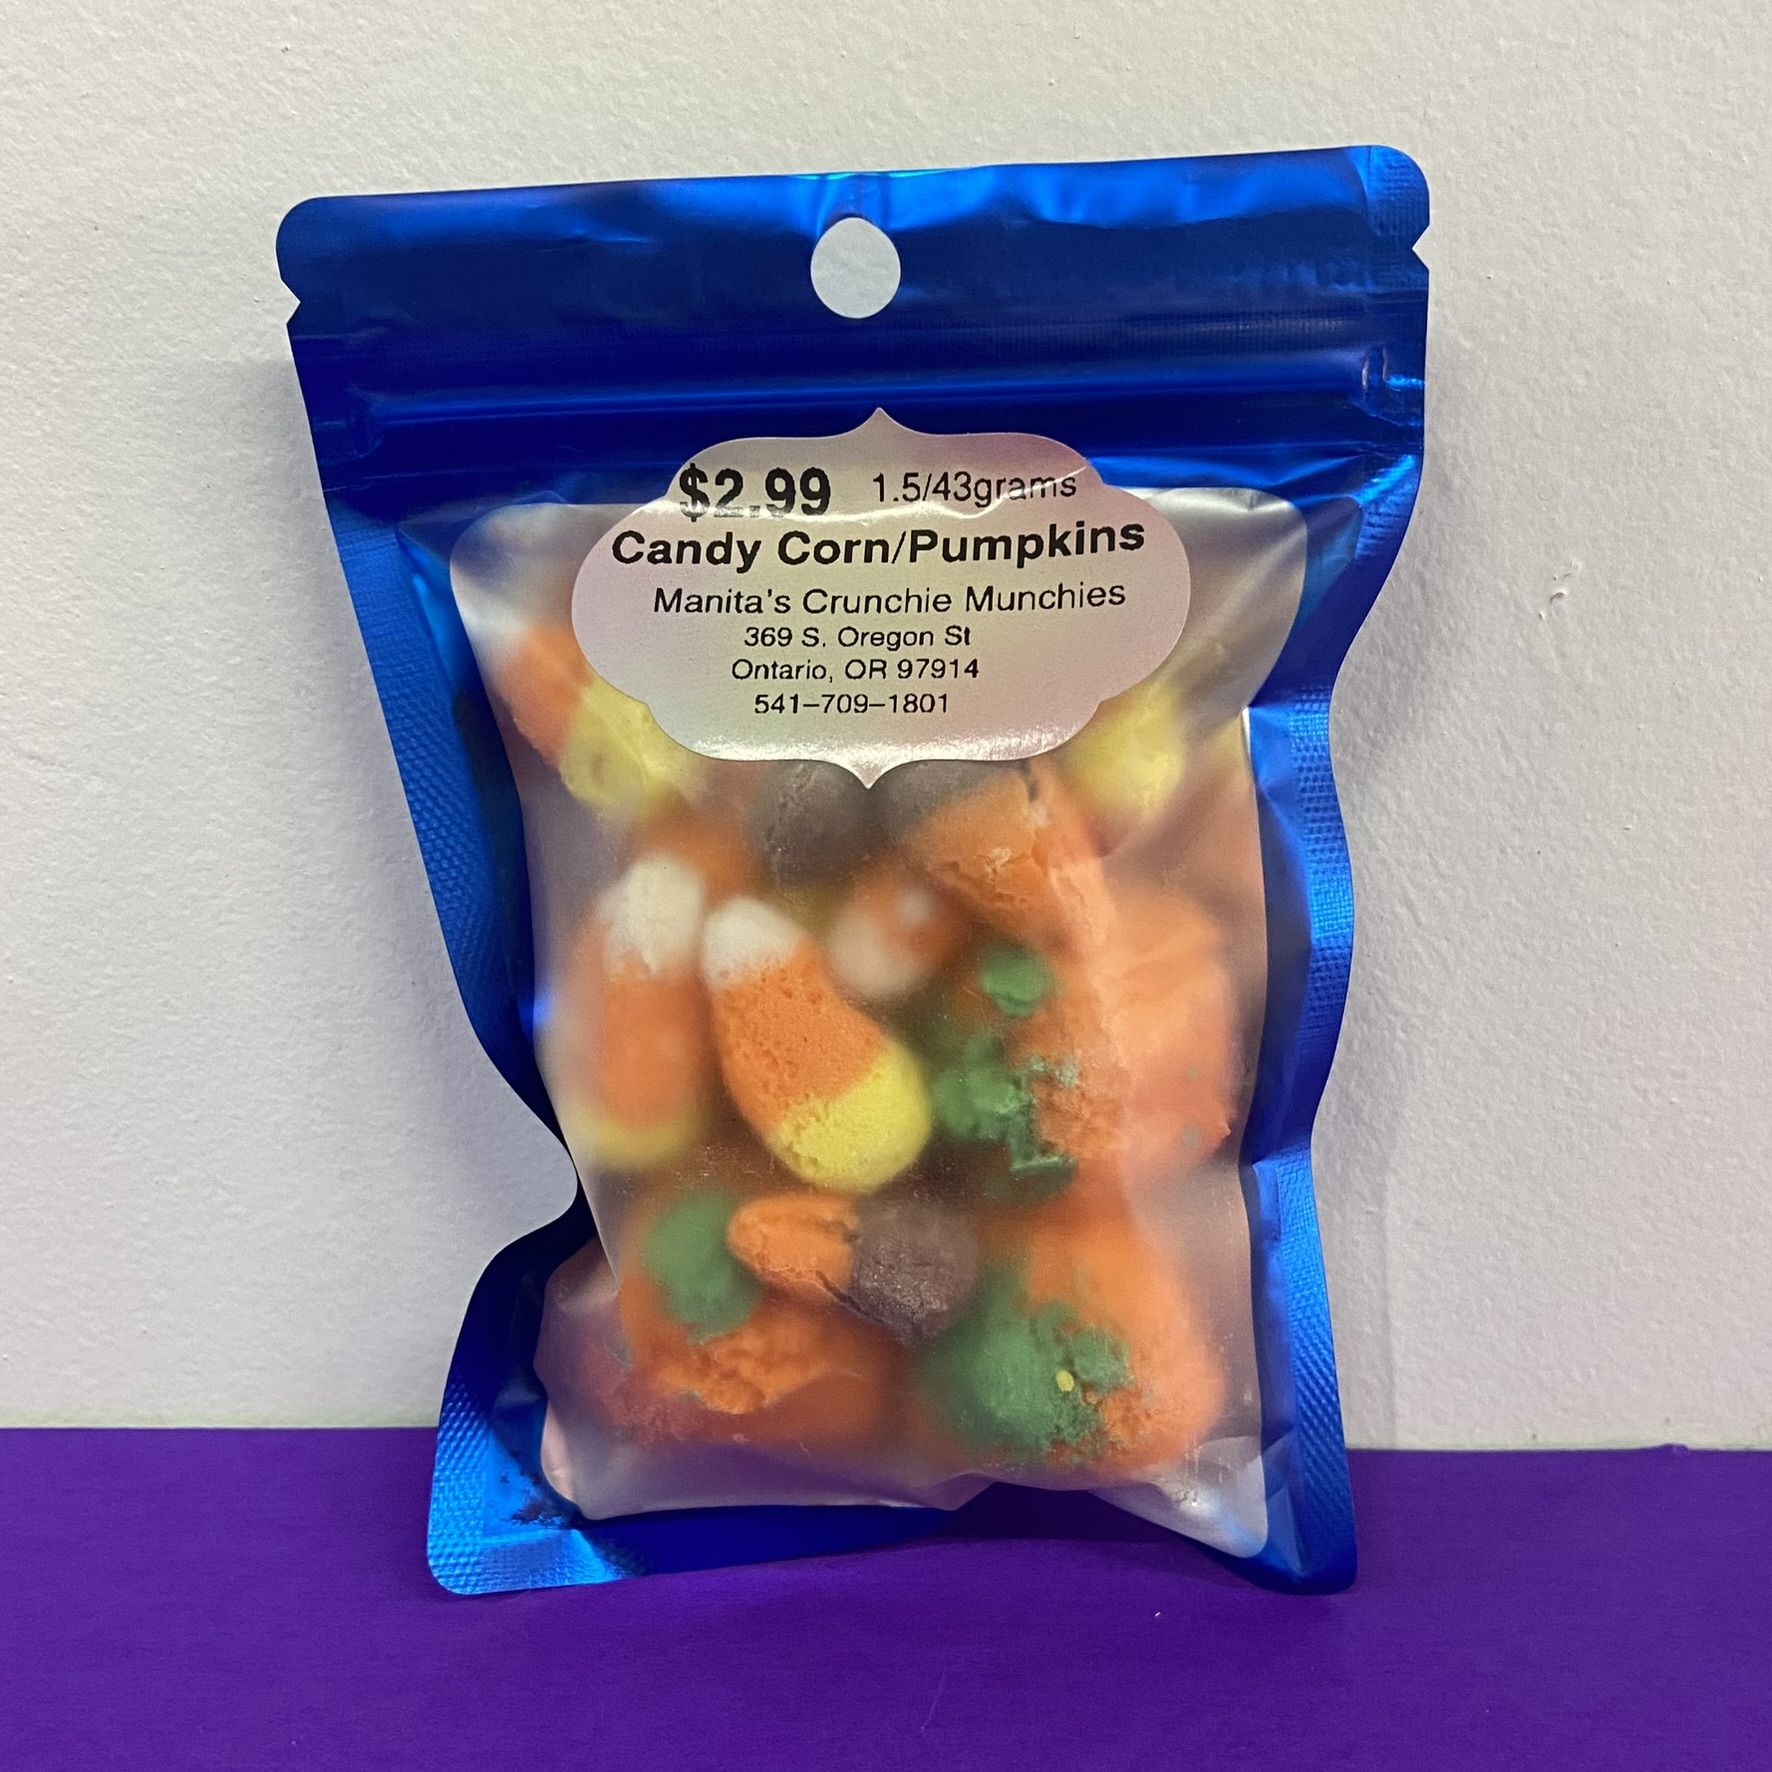 $2.99 1.5/43grams
Candy Corn/Pumpkins
Manita's Crunchie Munchies
369 S. Oregon St
Ontario, OR 97914
541-709-1801